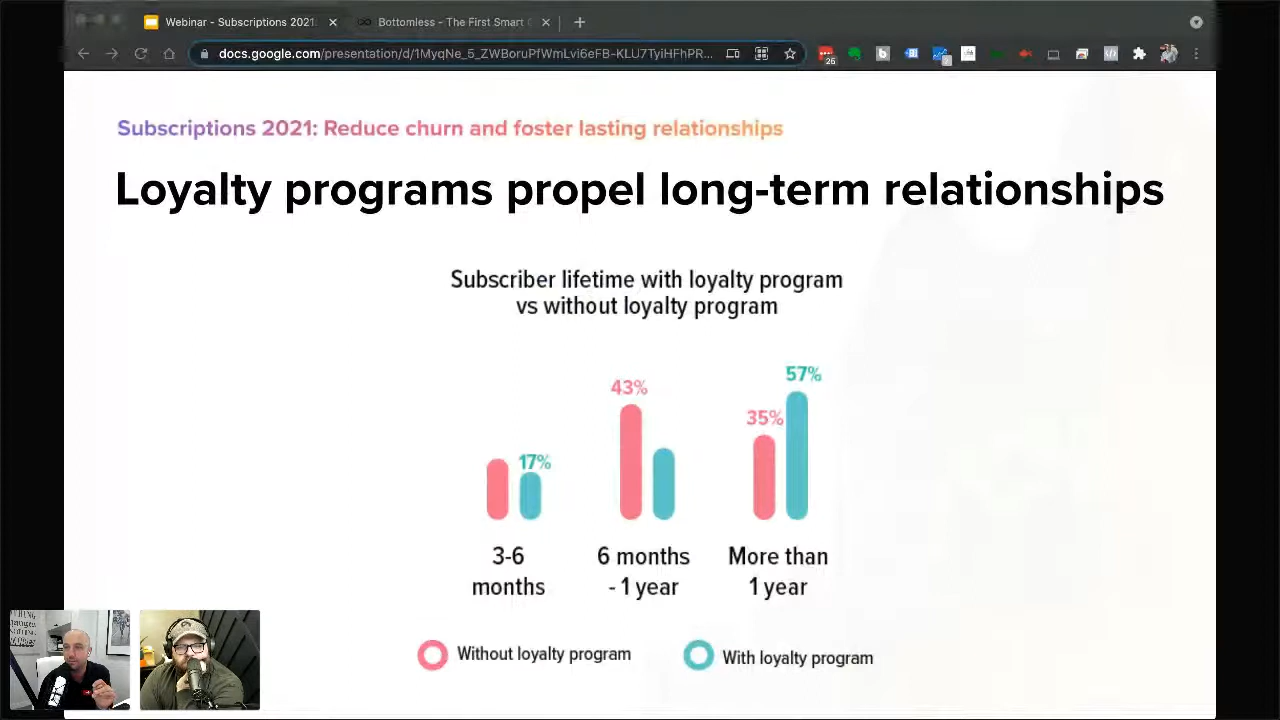 Webinar - Subscriptions 2021
Bottomless - The First Smart
docs.google.com/presentation/d/1MyqNe_5_ZWBoruPfWmLvi6eFB-KLU7TyiHFhPR...
25
Subscriptions 2021: Reduce churn and foster lasting relationships
Loyalty programs propel long-term relationships
Subscriber lifetime with loyalty program
vs without loyalty program
43%
57%
35%
17%
3-6
months
6 months
- 1 year
More than
1 year
Without loyalty program
With loyalty program